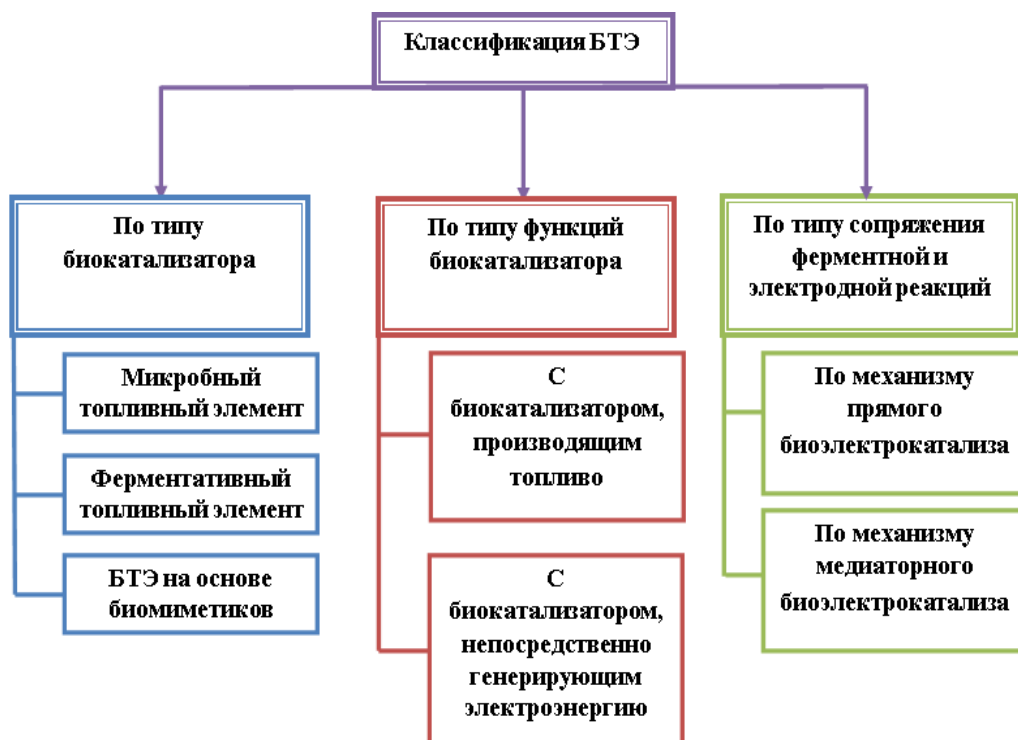 Классификация БТЭ
По типу
биокатализатора
Микробный
топливный элемент
Ферментативный
топливный элемент
БТЭ на основе
биомиметиков
По типу функций
биокатализатора
С
биокатализатором,
производящим
топливо
С
биокатализатором,
непосредственно
генерирующим
электроэнергию
По типу сопряжения
ферментной и
электродной реакций
По механизму
прямого
биоэлектрокатализа
По механизму
медиаторного
биоэлектрокатализа